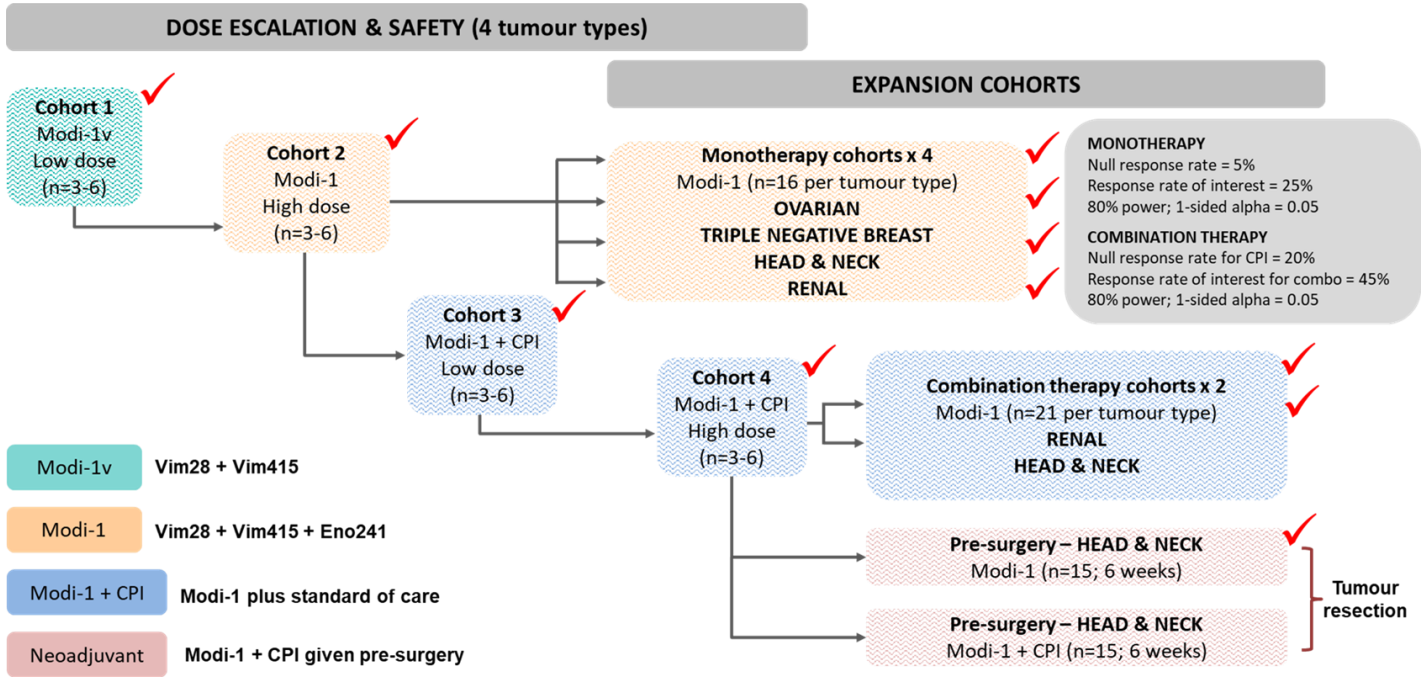 DOSE ESCALATION & SAFETY (4 tumour types)
EXPANSION COHORTS
Cohort 1
Modi-1v
Low dose
(n=3-6)
Cohort 2
Modi-1
High dose
(n=3-6)
Monotherapy cohorts x 4
Modi-1 (n=16 per tumour type)
OVARIAN
TRIPLE NEGATIVE BREAST
HEAD & NECK
RENAL
MONOTHERAPY
Null response rate = 5%
Response rate of interest = 25%
80% power; 1-sided alpha = 0.05
COMBINATION THERAPY
Null response rate for CPI = 20%
Response rate of interest for combo = 45%
80% power; 1-sided alpha = 0.05
Cohort 3
Modi-1 + CPI
Low dose
(n=3-6)
Cohort 4
Modi-1 + CPI
High dose
(n=3-6)
Combination therapy cohorts x 2
Modi-1 (n=21 per tumour type)
RENAL
HEAD & NECK
Modi-1v
Vim28 + Vim415
Modi-1
Vim28 + Vim415 + Eno241
Modi-1 + CPI
Modi-1 plus standard of care
Neoadjuvant
Modi-1 + CPI given pre-surgery
Pre-surgery – HEAD & NECK
Modi-1 (n=15; 6 weeks)
Pre-surgery – HEAD & NECK
Modi-1 + CPI (n=15; 6 weeks)
Tumour
resection